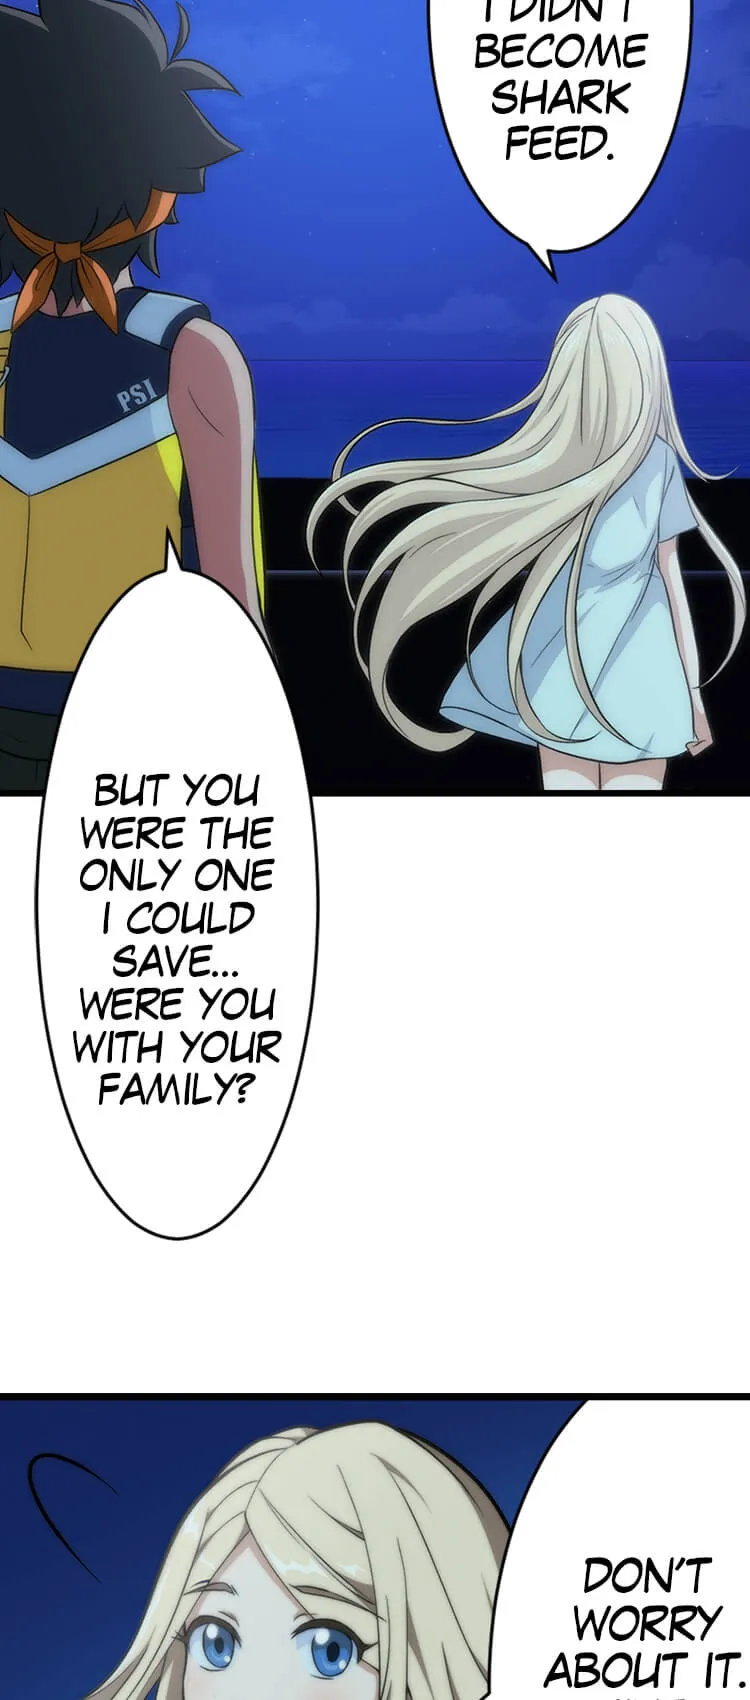 I DIDN'T
BECOME
SHARK
FEED.
PSI
BUT YOU
WERE THE
ONLY ONE
I COULD
SAVE...
WERE YOU
WITH YOUR
FAMILY?
DON'T
WORRY
ABOUT IT.